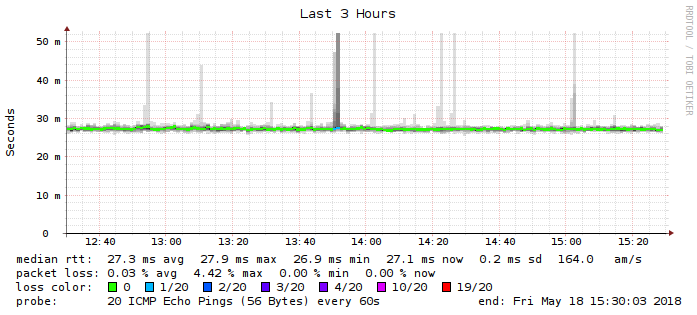 Last 3 Hours
RRDTOOL / TOBI OETIKER
Seconds
50 m
40 m
30 m
20 m
10 m
0
12:40 13:00 13:20 13:40 14:00 14:20 14:40 15:00 15:20
median rtt: 27.3 ms avg 27.9 ms max 26.9 ms min 27.1 ms now 0.2 ms sd 164.0 am/s
packet loss: 0.03 % avg 4.42 % max 0.00 % min 0.00 % now
loss color: 0 1/20 2/20 3/20 4/20 10/20 19/20
probe: 20 ICMP Echo Pings (56 Bytes) every 60s end: Fri May 18 15:30:03 2018